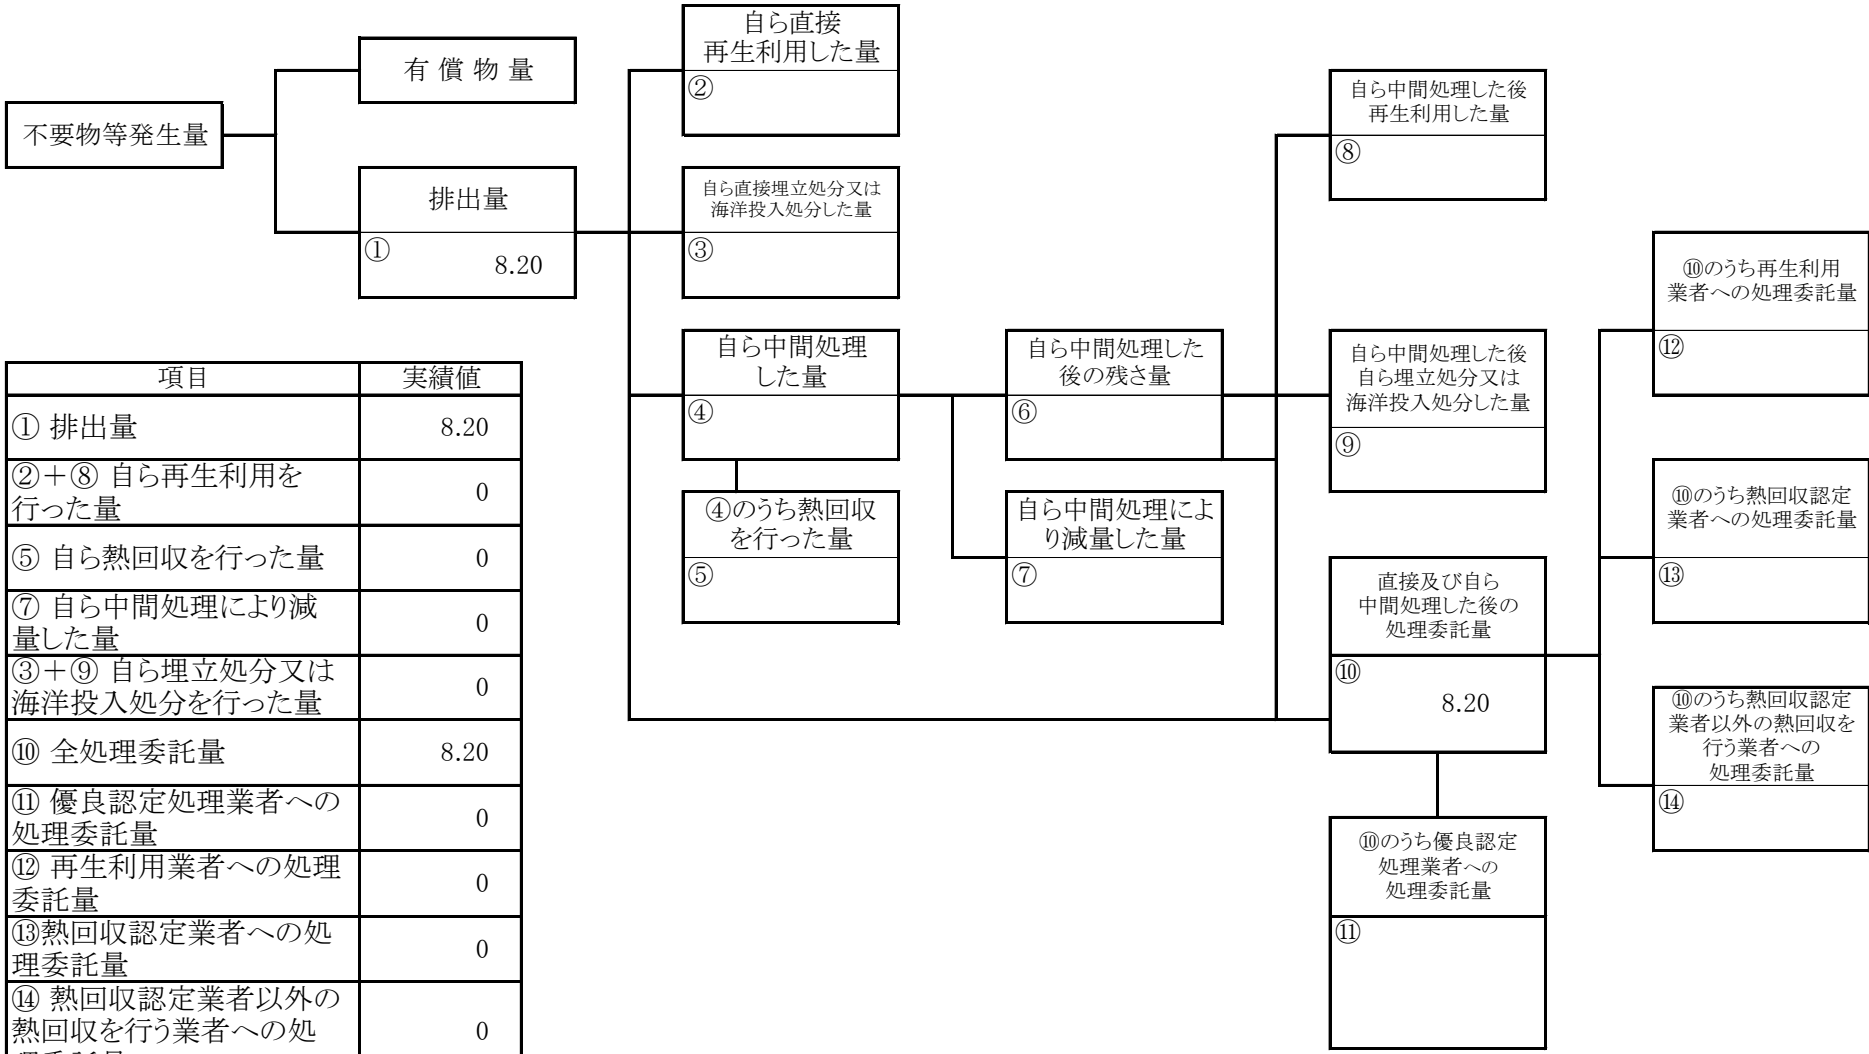 不要物等発生量
有償物量
排出量
①
8.20
自ら直接
再生利用した量
②
自ら直接埋立処分又は
海洋投入処分した量
③
自ら中間処理
した量
④
④のうち熱回収
を行った量
⑤
自ら中間処理した
後の残さ量
⑥
自ら中間処理によ
り減量した量
⑦
自ら中間処理した後
再生利用した量
⑧
自ら中間処理した後
自ら埋立処分又は
海洋投入処分した量
⑨
直接及び自ら
中間処理した後の
処理委託量
⑩
8.20
⑩のうち優良認定
処理業者への
処理委託量
⑪
⑩のうち再生利用
業者への処理委託量
⑫
⑩のうち熱回収認定
業者への処理委託量
⑬
⑩のうち熱回収認定
業者以外の熱回収を
行う業者への
処理委託量
⑭
項目 実績値
① 排出量 8.20
②+⑧ 自ら再生利用を
行った量 0
⑤ 自ら熱回収を行った量 0
⑦ 自ら中間処理により減
量した量 0
③+⑨ 自ら埋立処分又は
海洋投入処分を行った量 0
⑩ 全処理委託量 8.20
⑪ 優良認定処理業者への
処理委託量 0
⑫ 再生利用業者への処理
委託量 0
⑬熱回収認定業者への処
理委託量 0
⑭ 熱回収認定業者以外の
熱回収を行う業者への処 0